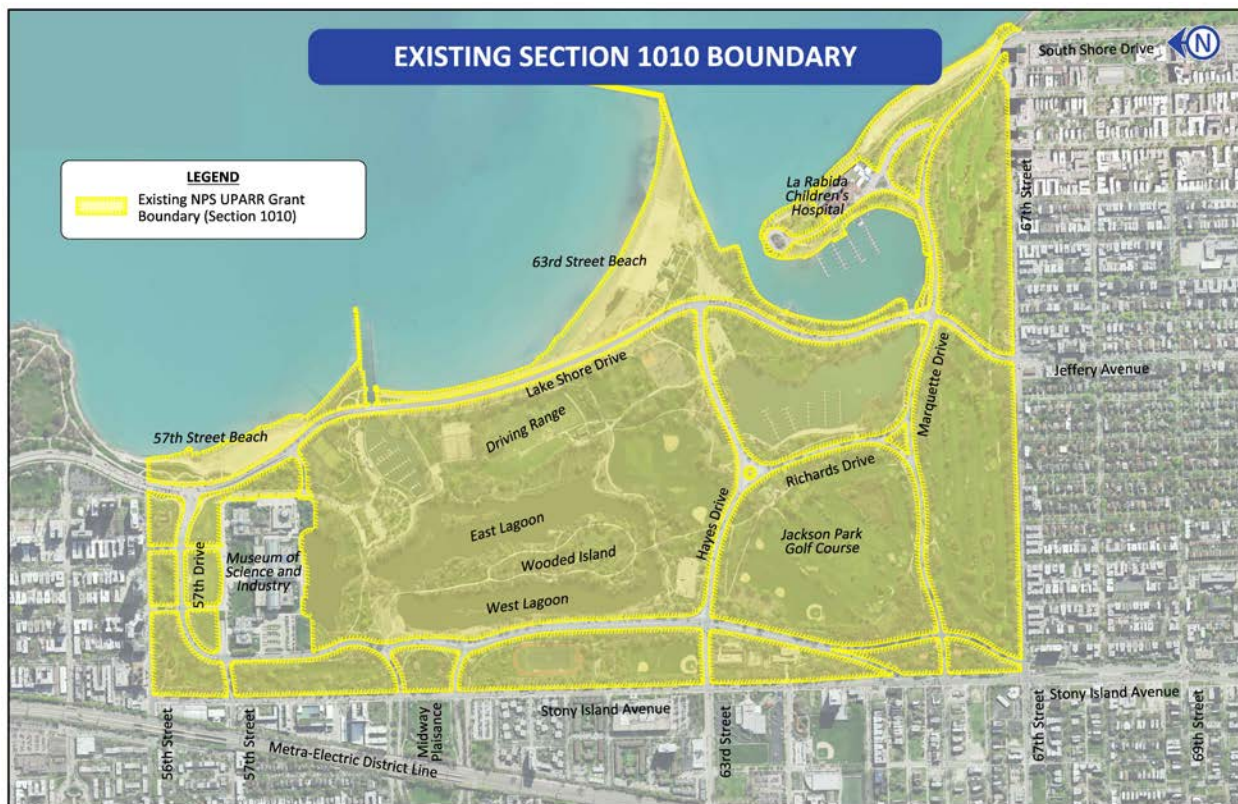 EXISTING SECTION 1010 BOUNDARY
South Shore Drive
N
LEGEND
Existing NPS UPARR Grant
Boundary (Section 1010)
La Rabida
Children's
Hospital
67th Street
63rd Street Beach
Lake Shore Drive
Jeffery Avenue
Driving Range
Marquette Drive
57th Street Beach
Richards Drive
Hayes Drive
East Lagoon
Jackson Park
Golf Course
57th Drive
Museum of
Science and
Industry
Wooded Island
West Lagoon
Stony Island Avenue
Stony Island Avenue
56th Street
57th Street
Midway
Plaisance
63rd Street
67th Street
69th Street
Metra-Electric District Line